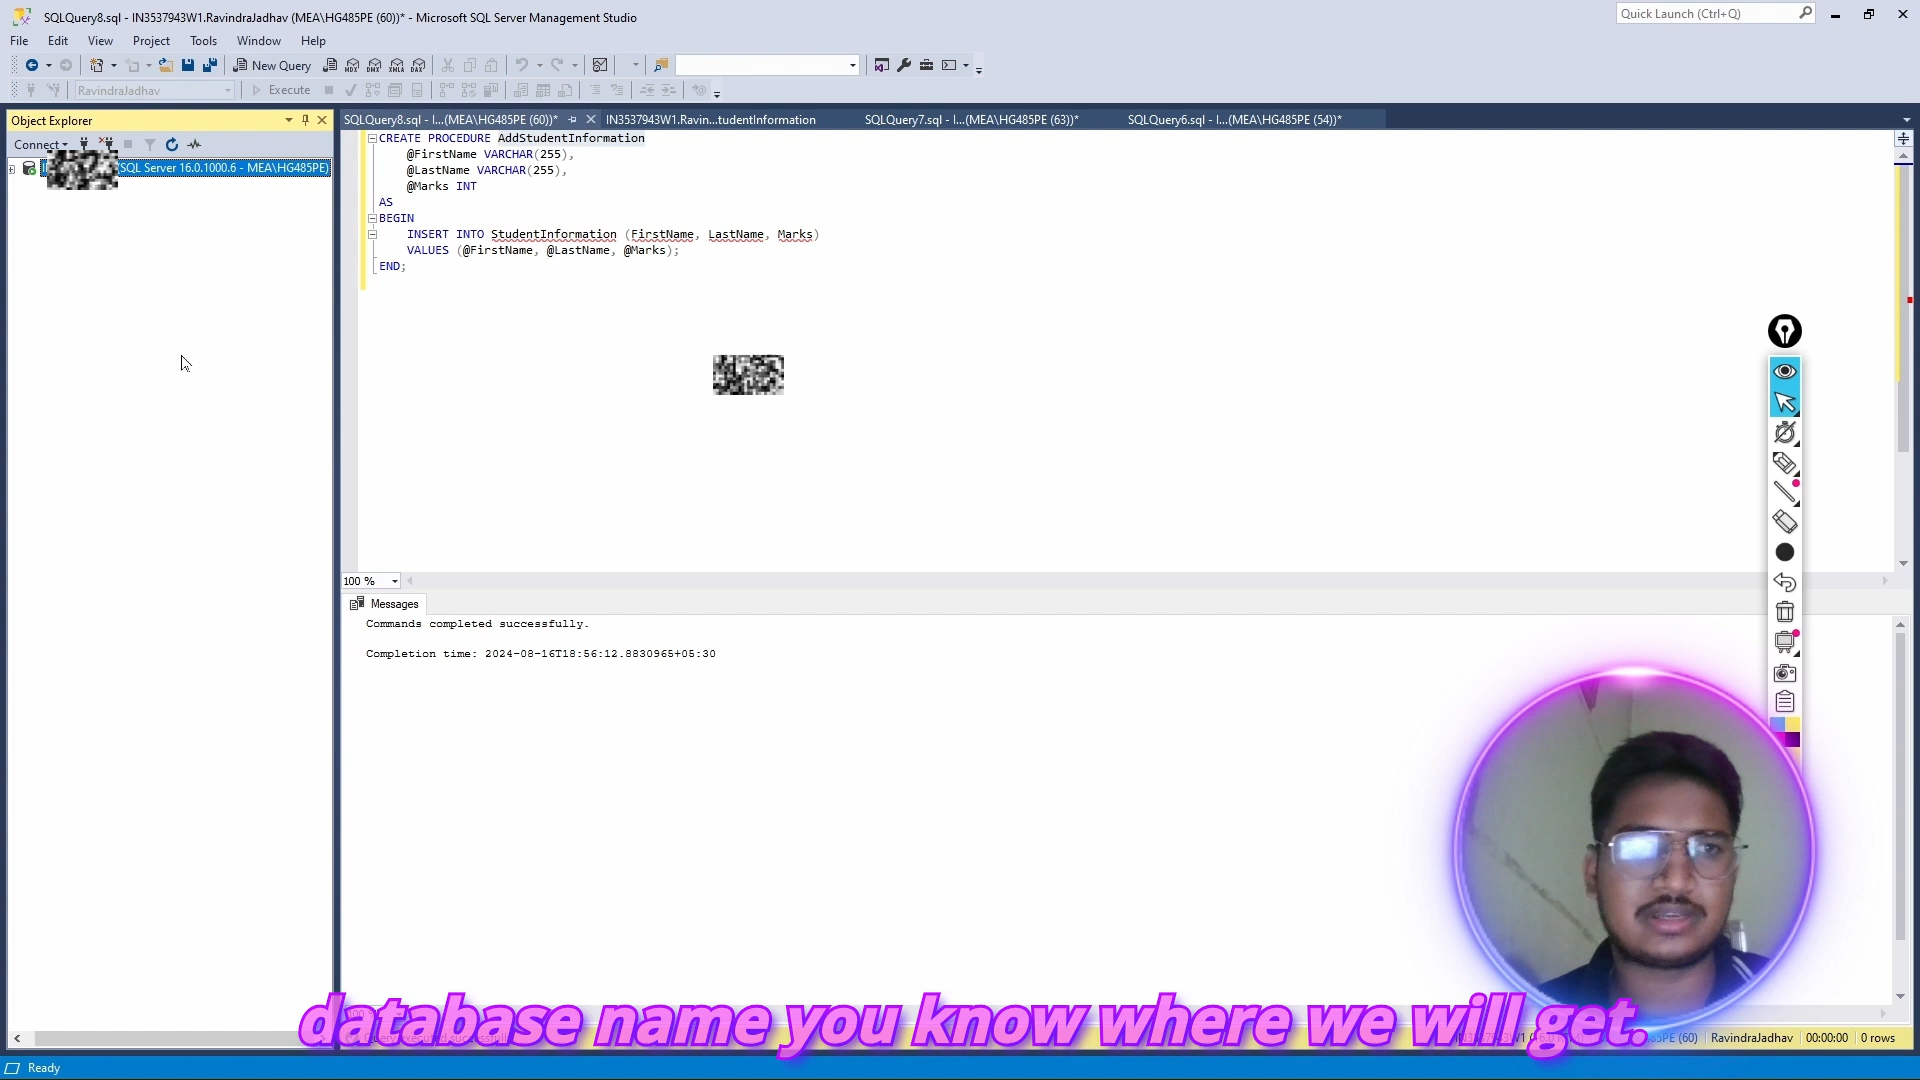 SQLQuery8.sql - IN3537943W1.RavindraJadhav (MEA\HG485PE (60))* - Microsoft SQL Server Management Studio
Quick Launch (Ctrl+Q)
File Edit View Project Tools Window Help
New Query
MDX DMX XMLA DAX
RavindraJadhav Execute
Object Explorer
Connect
(SQL Server 16.0.1000.6 - MEA\HG485PE)
SQLQuery8.sql - I...(MEA\HG485PE (60))* IN3537943W1.Ravin...tudentInformation SQLQuery7.sql - I...(MEA\HG485PE (63))* SQLQuery6.sql - I...(MEA\HG485PE (54))*
CREATE PROCEDURE AddStudentInformation
@FirstName VARCHAR(255),
@LastName VARCHAR(255),
@Marks INT
AS
BEGIN
INSERT INTO StudentInformation (FirstName, LastName, Marks)
VALUES (@FirstName, @LastName, @Marks);
END;
100 %
Messages
Commands completed successfully.
Completion time: 2024-08-16T18:56:12.8830965+05:30
database name you know where we will get.
(60) RavindraJadhav 00:00:00 0 rows
Ready